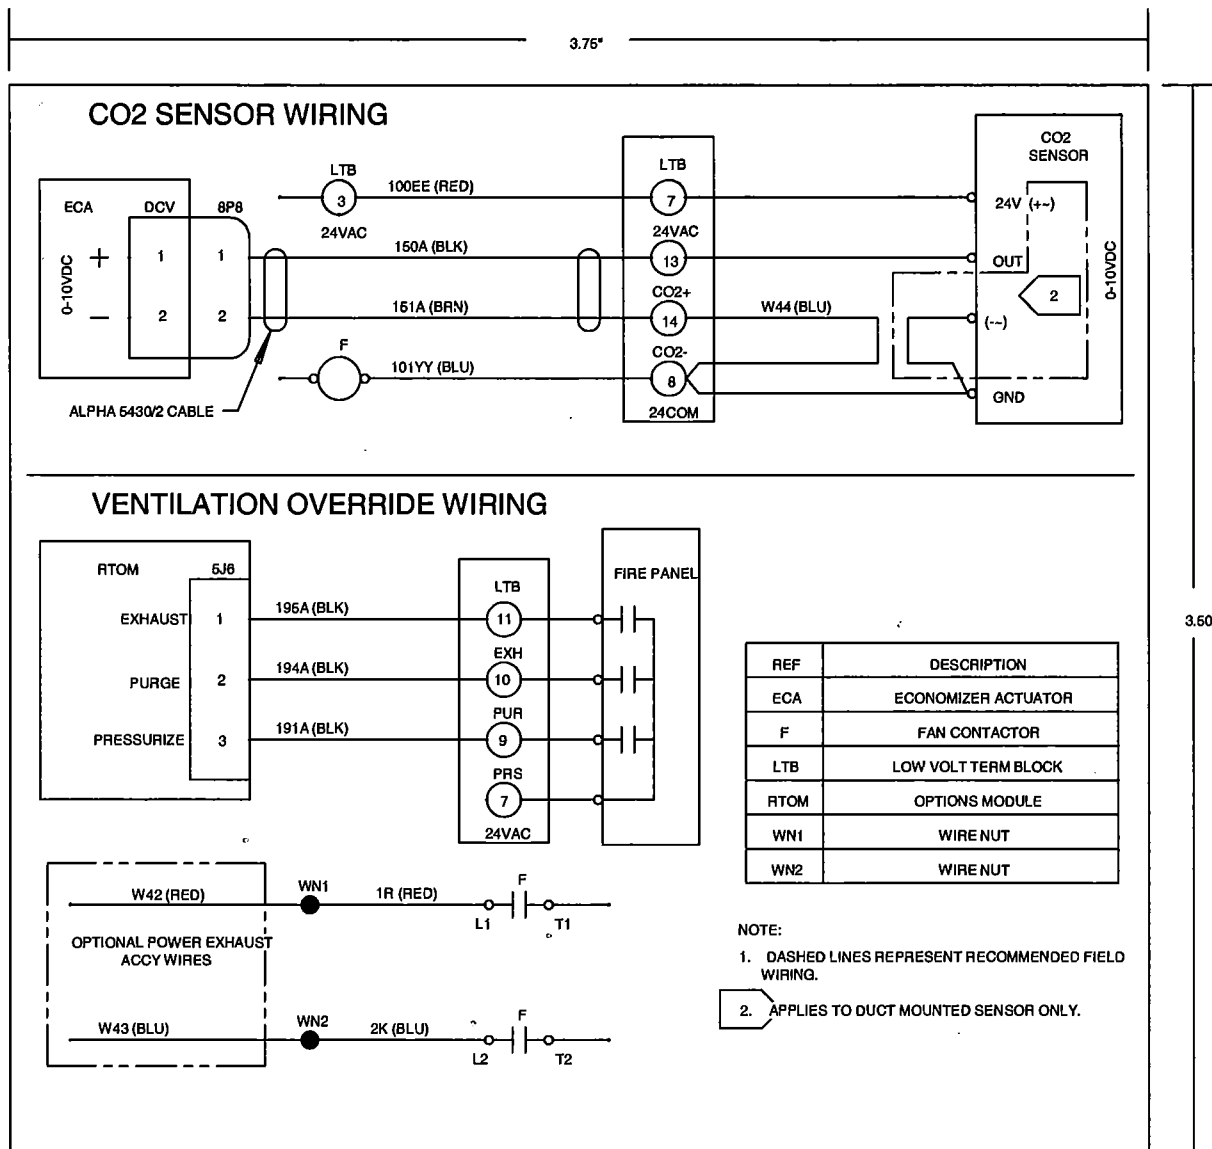 3.75"
CO2 SENSOR WIRING
ECA
DCV
8P8
0-10VDC
+
−
1
2
1
2
LTB
3
24VAC
100EE (RED)
150A (BLK)
151A (BRN)
F
101YY (BLU)
ALPHA 5430/2 CABLE
LTB
7
24VAC
13
CO2+
14
CO2-
8
24COM
W44 (BLU)
CO2
SENSOR
24V (+~)
OUT
2
(-~)
GND
0-10VDC
3.50
VENTILATION OVERRIDE WIRING
RTOM
5J6
EXHAUST 1
PURGE 2
PRESSURIZE 3
195A (BLK)
194A (BLK)
191A (BLK)
LTB
11
EXH
10
PUR
9
PRS
7
24VAC
FIRE PANEL
REF DESCRIPTION
ECA ECONOMIZER ACTUATOR
F FAN CONTACTOR
LTB LOW VOLT TERM BLOCK
RTOM OPTIONS MODULE
WN1 WIRE NUT
WN2 WIRE NUT
W42 (RED)
WN1
1R (RED)
L1
F
T1
OPTIONAL POWER EXHAUST
ACCY WIRES
W43 (BLU)
WN2
2K (BLU)
L2
F
T2
NOTE:
1. DASHED LINES REPRESENT RECOMMENDED FIELD
WIRING.
2. APPLIES TO DUCT MOUNTED SENSOR ONLY.